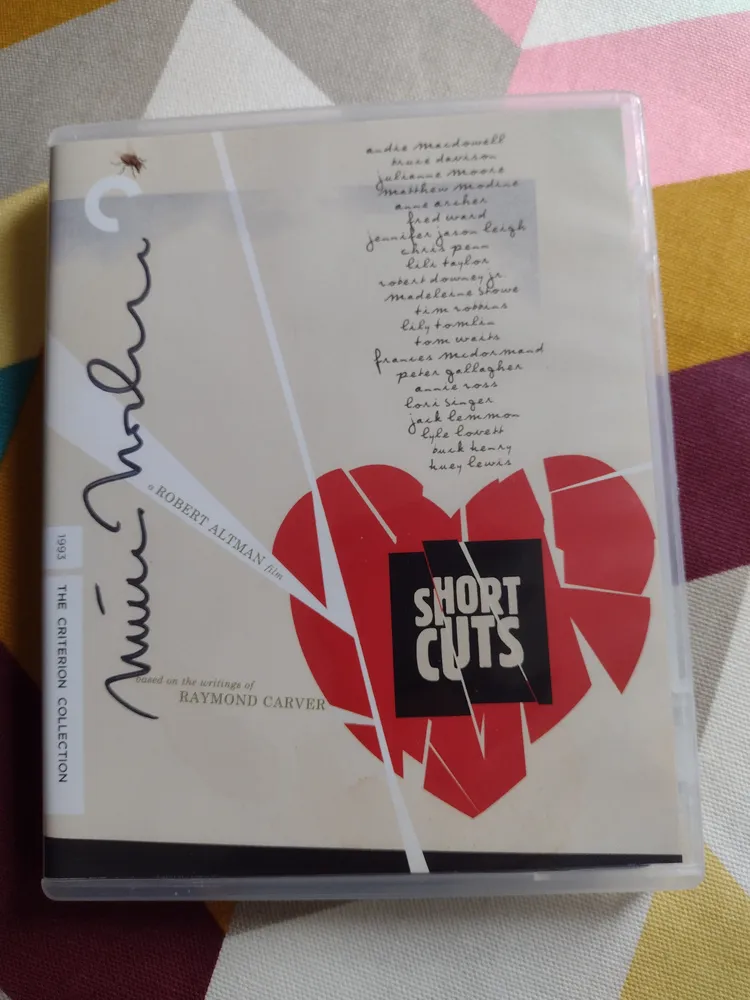 andie macdowell
bruce davison
julianne moore
matthew modine
anne archer
fred ward
jennifer jason leigh
chris penn
lili taylor
robert downey jr.
madeleine stowe
tim robbins
lily tomlin
tom waits
frances mcdormand
peter gallagher
annie ross
lori singer
jack lemmon
lyle lovett
buck henry
huey lewis
a ROBERT ALTMAN film
SHORT
CUTS
based on the writings of
RAYMOND CARVER
1993
THE CRITERION COLLECTION